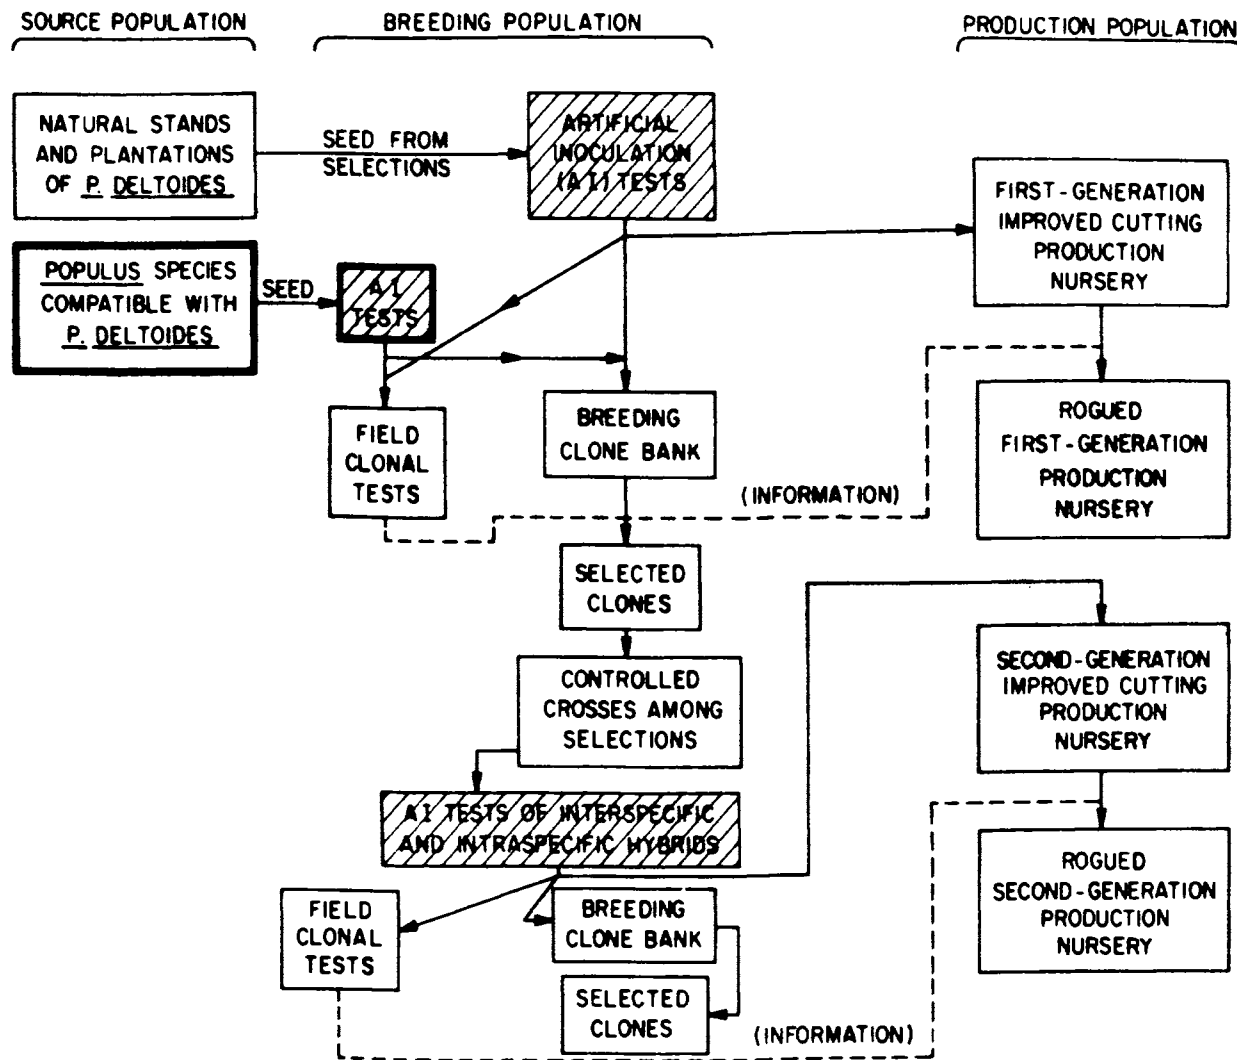 SOURCE POPULATION
BREEDING POPULATION
PRODUCTION POPULATION
NATURAL STANDS
AND PLANTATIONS
OF P. DELTOIDES
SEED FROM
SELECTIONS
ARTIFICIAL
INOCULATION
(AI) TESTS
FIRST-GENERATION
IMPROVED CUTTING
PRODUCTION
NURSERY
POPULUS SPECIES
COMPATIBLE WITH
P. DELTOIDES
SEED
AI
TESTS
FIELD
CLONAL
TESTS
BREEDING
CLONE BANK
(INFORMATION)
ROGUED
FIRST-GENERATION
PRODUCTION
NURSERY
SELECTED
CLONES
CONTROLLED
CROSSES AMONG
SELECTIONS
SECOND-GENERATION
IMPROVED CUTTING
PRODUCTION
NURSERY
AI TESTS OF INTERSPECIFIC
AND INTRASPECIFIC HYBRIDS
FIELD
CLONAL
TESTS
BREEDING
CLONE BANK
SELECTED
CLONES
(INFORMATION)
ROGUED
SECOND-GENERATION
PRODUCTION
NURSERY